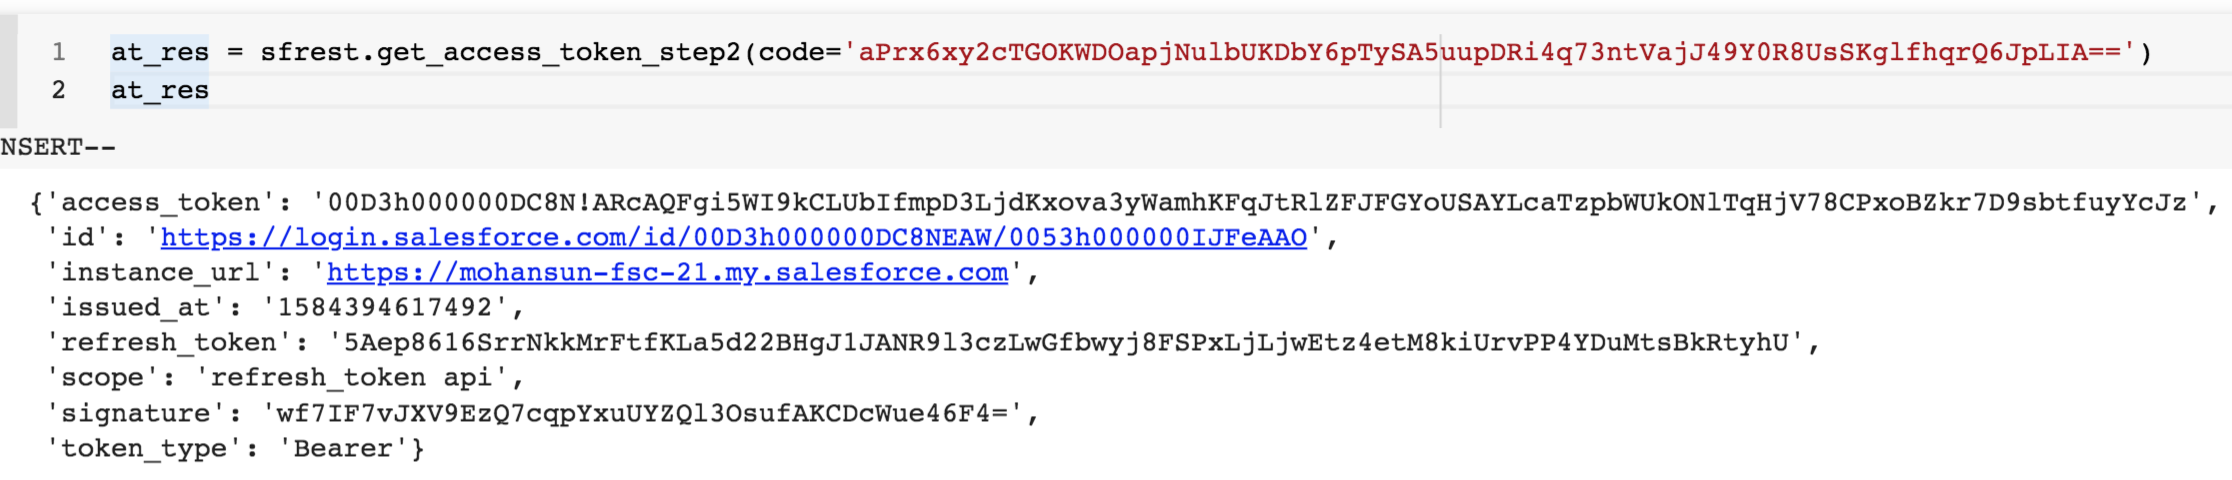 1 at_res = sfrest.get_access_token_step2(code='aPrx6xy2cTGOKWDOapjNulbUKDbY6pTySA5uupDRi4q73ntVajJ49Y0R8UsSKglfhqrQ6JpLIA==')
2 at_res
NSERT--
{'access_token': '00D3h000000DC8N!ARcAQFgi5WI9kCLUbIfmpD3LjdKxova3yWamhKFqJtRlZFJFGYoUSAYLcaTzpbWUkONlTqHjV78CPxoBZkr7D9sbtfuyYcJz',
'id': 'https://login.salesforce.com/id/00D3h000000DC8NEAW/0053h000000IJFeAAO',
'instance_url': 'https://mohansun-fsc-21.my.salesforce.com',
'issued_at': '1584394617492',
'refresh_token': '5Aep8616SrrNkkMrFtfKLa5d22BHgJ1JANR9l3czLwGfbwyj8FSPxLjLjwEtz4etM8kiUrvPP4YDuMtsBkRtyhU',
'scope': 'refresh_token api',
'signature': 'wf7IF7vJXV9EzQ7cqpYxuUYZQl3OsufAKCDcWue46F4=',
'token_type': 'Bearer'}